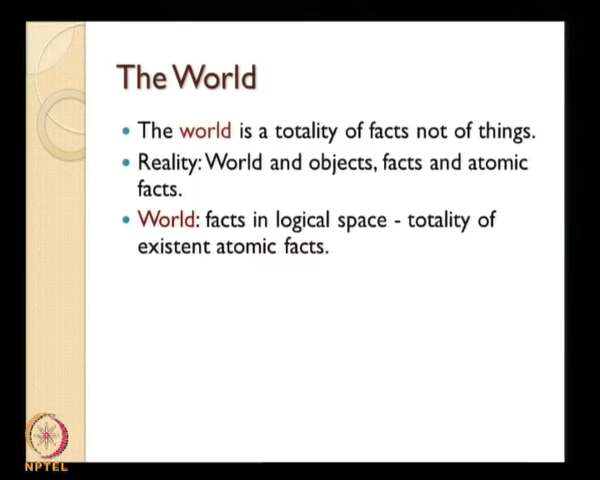 The World
• The world is a totality of facts not of things.
• Reality: World and objects, facts and atomic
facts.
• World: facts in logical space - totality of
existent atomic facts.
NPTEL